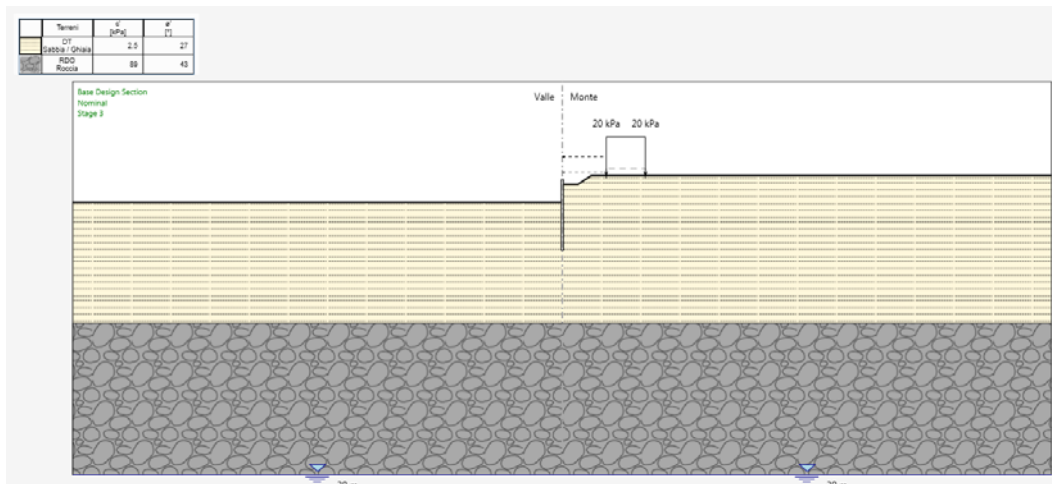 Terreni c' ø'
[kPa] [°]
DT
Sabbia / Ghiaia 2.5 27
RDO
Roccia 89 43
Base Design Section
Nominal
Stage 3
Valle Monte
20 kPa 20 kPa